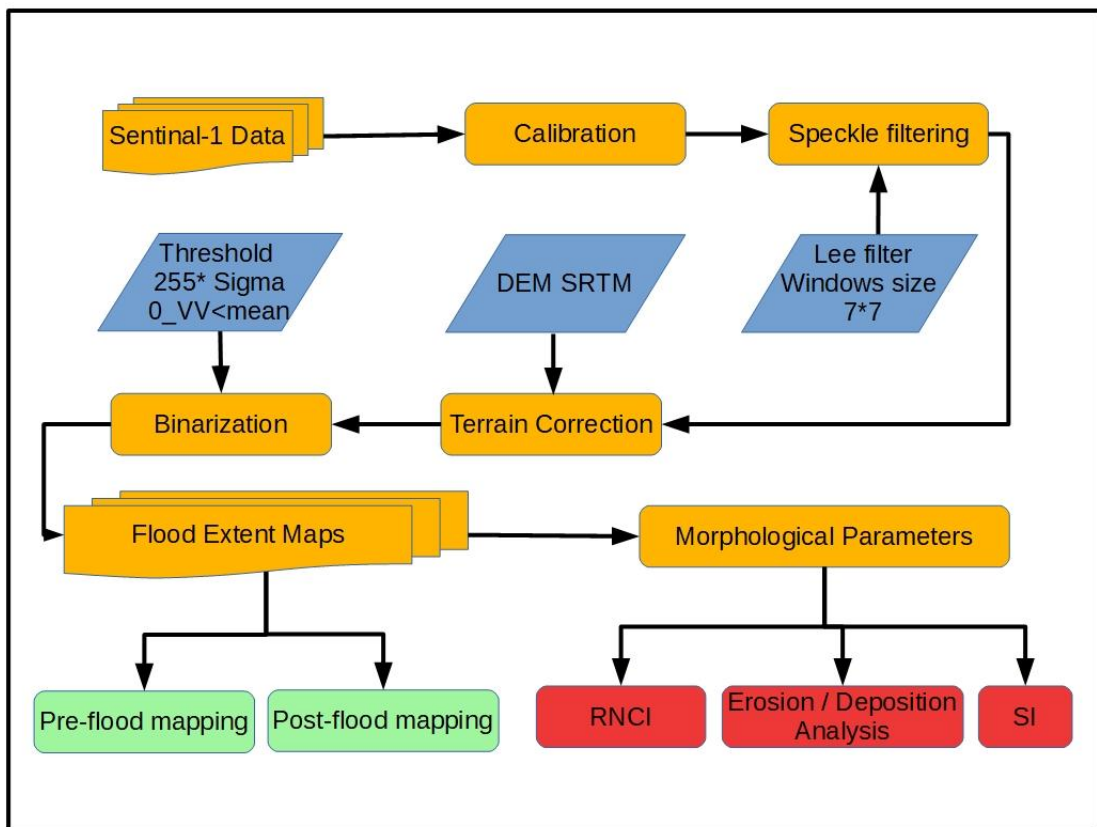 Sentinal-1 Data
Calibration
Speckle filtering
Threshold
255* Sigma
0_VV<mean
DEM SRTM
Lee filter
Windows size
7*7
Binarization
Terrain Correction
Flood Extent Maps
Morphological Parameters
Pre-flood mapping
Post-flood mapping
RNCI
Erosion / Deposition
Analysis
SI